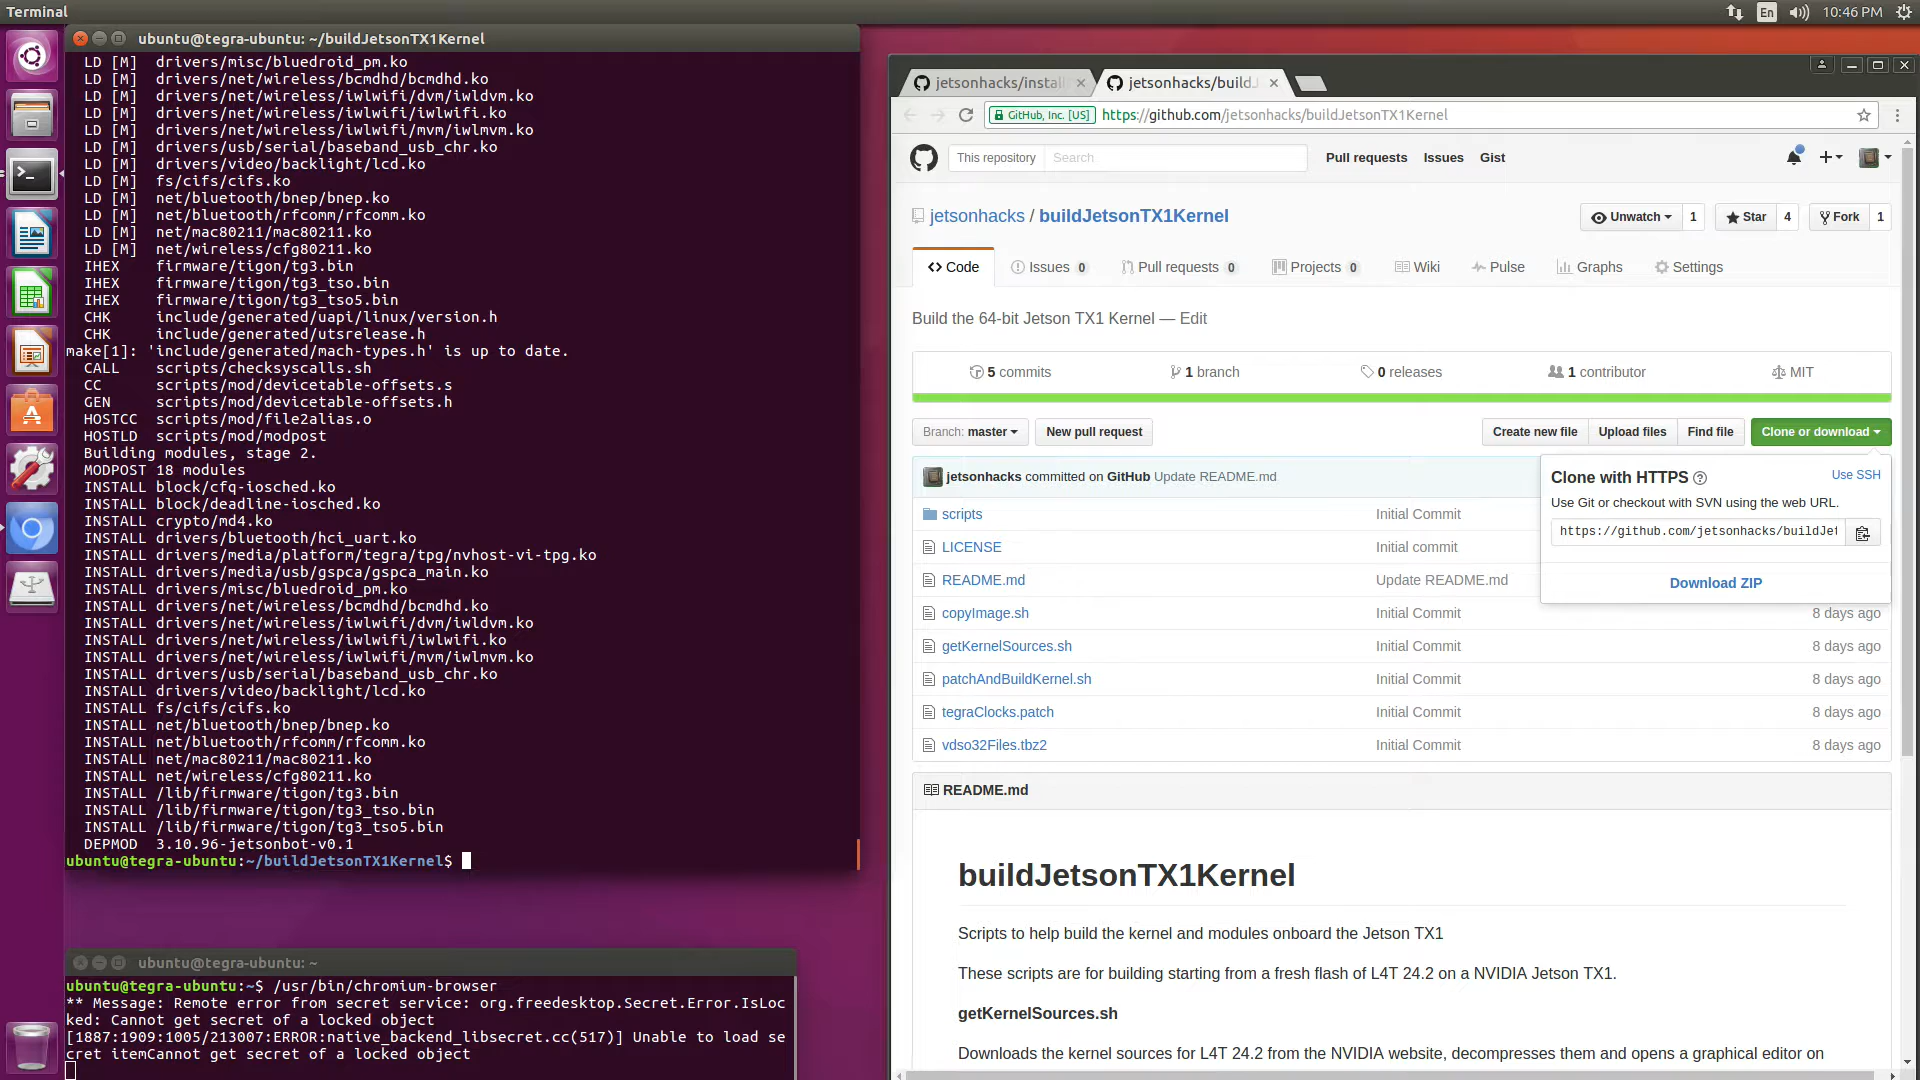 Terminal
En
10:46 PM
ubuntu@tegra-ubuntu: ~/buildJetsonTX1Kernel
LD [M] drivers/misc/bluedroid_pm.ko
LD [M] drivers/net/wireless/bcmdhd/bcmdhd.ko
LD [M] drivers/net/wireless/iwlwifi/dvm/iwldvm.ko
LD [M] drivers/net/wireless/iwlwifi/iwlwifi.ko
LD [M] drivers/net/wireless/iwlwifi/mvm/iwlmvm.ko
LD [M] drivers/usb/serial/baseband_usb_chr.ko
LD [M] drivers/video/backlight/lcd.ko
LD [M] fs/cifs/cifs.ko
LD [M] net/bluetooth/bnep/bnep.ko
LD [M] net/bluetooth/rfcomm/rfcomm.ko
LD [M] net/mac80211/mac80211.ko
LD [M] net/wireless/cfg80211.ko
IHEX firmware/tigon/tg3.bin
IHEX firmware/tigon/tg3_tso.bin
IHEX firmware/tigon/tg3_tso5.bin
CHK include/generated/uapi/linux/version.h
CHK include/generated/utsrelease.h
make[1]: 'include/generated/mach-types.h' is up to date.
CALL scripts/checksyscalls.sh
CC scripts/mod/devicetable-offsets.s
GEN scripts/mod/devicetable-offsets.h
HOSTCC scripts/mod/file2alias.o
HOSTLD scripts/mod/modpost
Building modules, stage 2.
MODPOST 18 modules
INSTALL block/cfq-iosched.ko
INSTALL block/deadline-iosched.ko
INSTALL crypto/md4.ko
INSTALL drivers/bluetooth/hci_uart.ko
INSTALL drivers/media/platform/tegra/tpg/nvhost-vi-tpg.ko
INSTALL drivers/media/usb/gspca/gspca_main.ko
INSTALL drivers/misc/bluedroid_pm.ko
INSTALL drivers/net/wireless/bcmdhd/bcmdhd.ko
INSTALL drivers/net/wireless/iwlwifi/dvm/iwldvm.ko
INSTALL drivers/net/wireless/iwlwifi/iwlwifi.ko
INSTALL drivers/net/wireless/iwlwifi/mvm/iwlmvm.ko
INSTALL drivers/usb/serial/baseband_usb_chr.ko
INSTALL drivers/video/backlight/lcd.ko
INSTALL fs/cifs/cifs.ko
INSTALL net/bluetooth/bnep/bnep.ko
INSTALL net/bluetooth/rfcomm/rfcomm.ko
INSTALL net/mac80211/mac80211.ko
INSTALL net/wireless/cfg80211.ko
INSTALL /lib/firmware/tigon/tg3.bin
INSTALL /lib/firmware/tigon/tg3_tso.bin
INSTALL /lib/firmware/tigon/tg3_tso5.bin
DEPMOD 3.10.96-jetsonbot-v0.1
ubuntu@tegra-ubuntu:~/buildJetsonTX1Kernel$
ubuntu@tegra-ubuntu: ~
ubuntu@tegra-ubuntu:~$ /usr/bin/chromium-browser
** Message: Remote error from secret service: org.freedesktop.Secret.Error.IsLoc
ked: Cannot get secret of a locked object
[1887:1909:1005/213007:ERROR:native_backend_libsecret.cc(517)] Unable to load se
cret itemCannot get secret of a locked object
jetsonhacks/instal
jetsonhacks/buildJ
GitHub, Inc. [US] https://github.com/jetsonhacks/buildJetsonTX1Kernel
This repository Search Pull requests Issues Gist
jetsonhacks / buildJetsonTX1Kernel
Unwatch 1 Star 4 Fork 1
Code Issues 0 Pull requests 0 Projects 0 Wiki Pulse Graphs Settings
Build the 64-bit Jetson TX1 Kernel — Edit
5 commits 1 branch 0 releases 1 contributor MIT
Branch: master New pull request Create new file Upload files Find file Clone or download
jetsonhacks committed on GitHub Update README.md
Clone with HTTPS Use SSH
Use Git or checkout with SVN using the web URL.
https://github.com/jetsonhacks/buildJet
Download ZIP
scripts Initial Commit
LICENSE Initial commit
README.md Update README.md
copyImage.sh Initial Commit 8 days ago
getKernelSources.sh Initial Commit 8 days ago
patchAndBuildKernel.sh Initial Commit 8 days ago
tegraClocks.patch Initial Commit 8 days ago
vdso32Files.tbz2 Initial Commit 8 days ago
README.md
buildJetsonTX1Kernel
Scripts to help build the kernel and modules onboard the Jetson TX1
These scripts are for building starting from a fresh flash of L4T 24.2 on a NVIDIA Jetson TX1.
getKernelSources.sh
Downloads the kernel sources for L4T 24.2 from the NVIDIA website, decompresses them and opens a graphical editor on